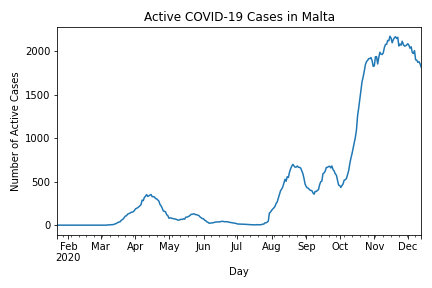 Active COVID-19 Cases in Malta
Number of Active Cases
2000
1500
1000
500
0
Feb Mar Apr May Jun Jul Aug Sep Oct Nov Dec
2020
Day